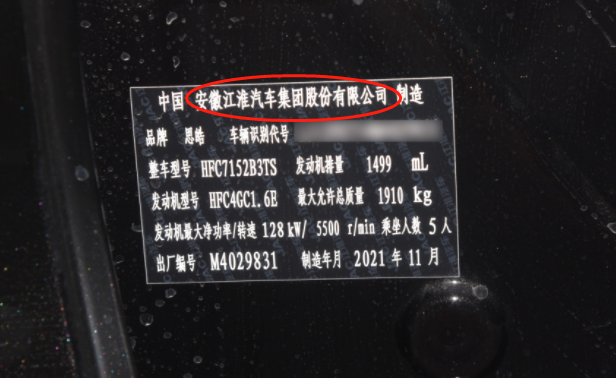 中国 安徽江淮汽车集团股份有限公司 制造
品牌 思皓 车辆识别代号
整车型号 HFC7152B3TS 发动机排量 1499 mL
发动机型号 HFC4GC1.6E 最大允许总质量 1910 kg
发动机最大净功率/转速 128 kW/ 5500 r/min 乘坐人数 5 人
出厂编号 M4029831 制造年月 2021 年 11 月